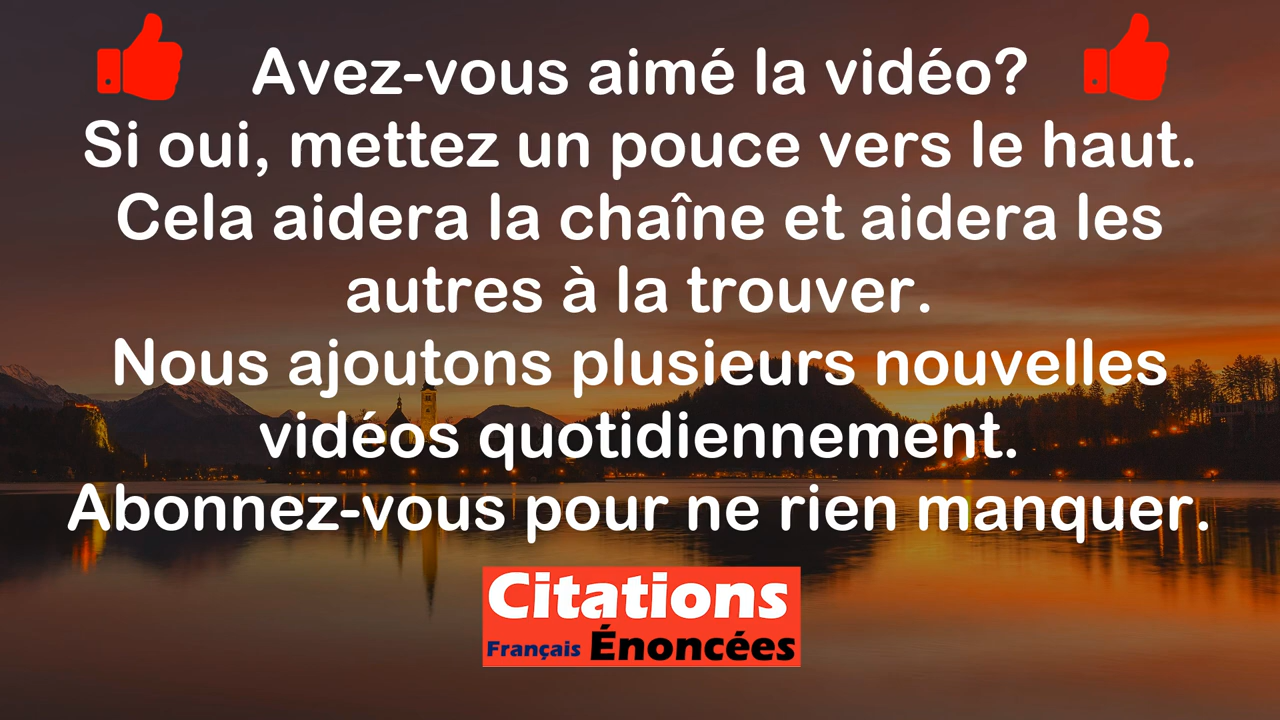 Avez-vous aimé la vidéo?
Si oui, mettez un pouce vers le haut.
Cela aidera la chaîne et aidera les
autres à la trouver.
Nous ajoutons plusieurs nouvelles
vidéos quotidiennement.
Abonnez-vous pour ne rien manquer.
Citations
Français Énoncées